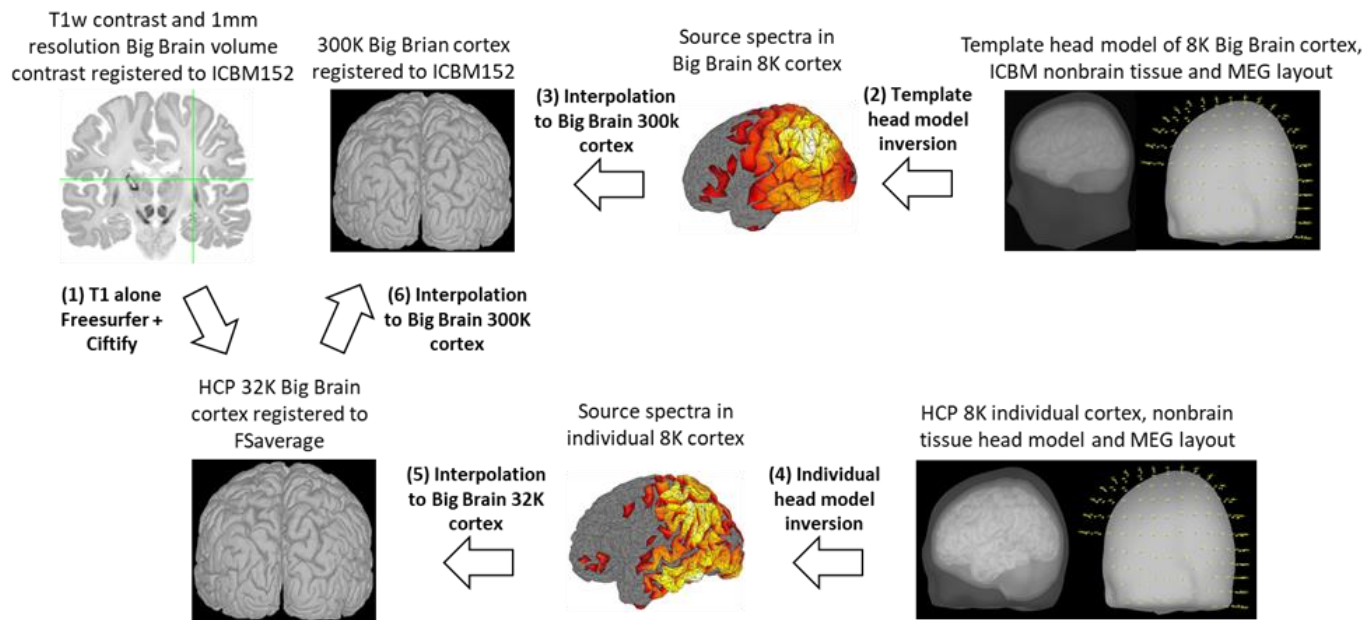 T1w contrast and 1mm
resolution Big Brain volume
contrast registered to ICBM152
300K Big Brian cortex
registered to ICBM152
(3) Interpolation
to Big Brain 300k
cortex
Source spectra in
Big Brain 8K cortex
(2) Template
head model
inversion
Template head model of 8K Big Brain cortex,
ICBM nonbrain tissue and MEG layout
(1) T1 alone
Freesurfer +
Ciftify
(6) Interpolation
to Big Brain 300K
cortex
HCP 32K Big Brain
cortex registered to
FSaverage
(5) Interpolation
to Big Brain 32K
cortex
Source spectra in
individual 8K cortex
(4) Individual
head model
inversion
HCP 8K individual cortex, nonbrain
tissue head model and MEG layout